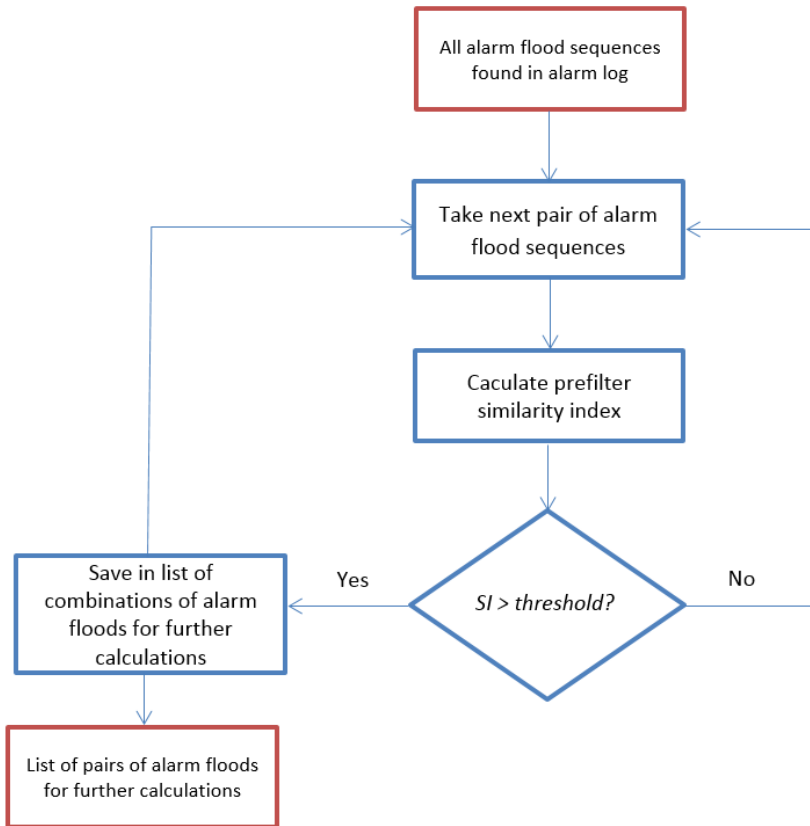 All alarm flood sequences
found in alarm log
Take next pair of alarm
flood sequences
Caculate prefilter
similarity index
SI > threshold?
Yes
No
Save in list of
combinations of alarm
floods for further
calculations
List of pairs of alarm floods
for further calculations